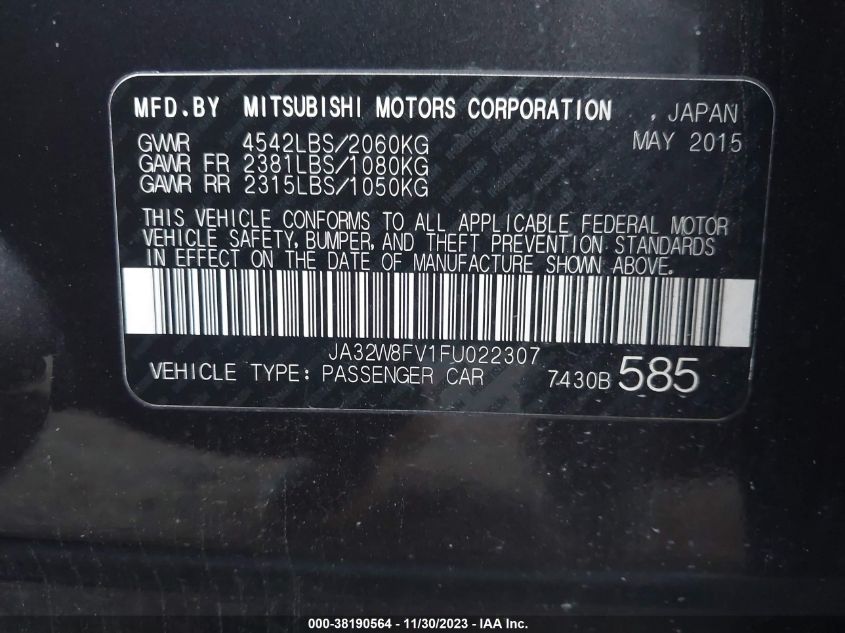 MFD.BY MITSUBISHI MOTORS CORPORATION , JAPAN
GVWR 4542LBS/2060KG MAY 2015
GAWR FR 2381LBS/1080KG
GAWR RR 2315LBS/1050KG
THIS VEHICLE CONFORMS TO ALL APPLICABLE FEDERAL MOTOR
VEHICLE SAFETY, BUMPER, AND THEFT PREVENTION STANDARDS
IN EFFECT ON THE DATE OF MANUFACTURE SHOWN ABOVE.
JA32W8FV1FU022307
VEHICLE TYPE: PASSENGER CAR 7430B 585
000-38190564 - 11/30/2023 - IAA Inc.